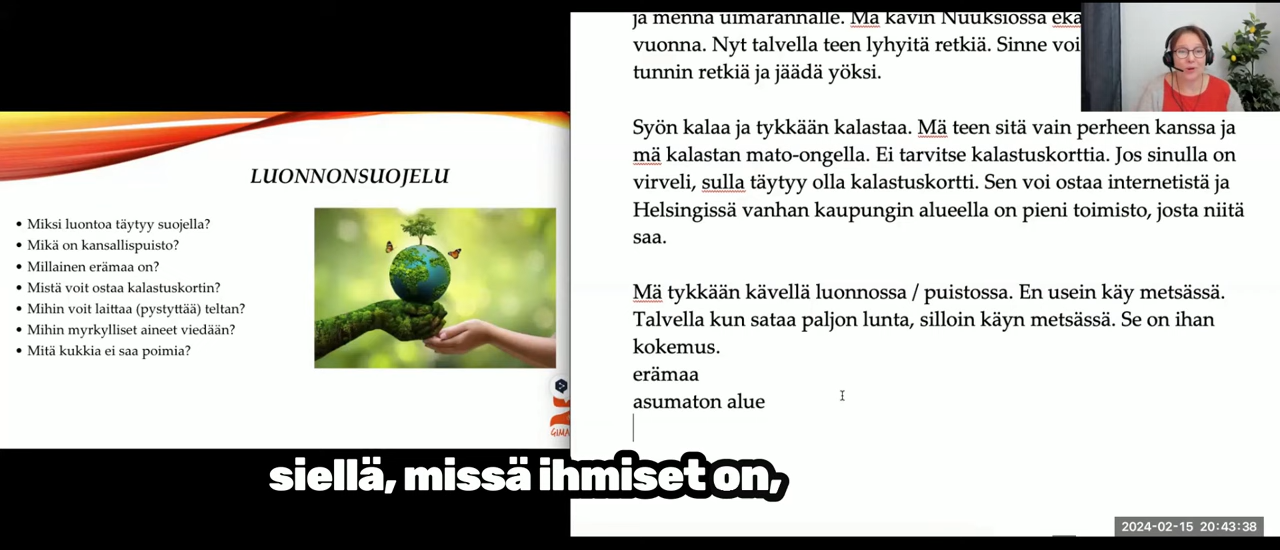 LUONNONSUOJELU
• Miksi luontoa täytyy suojella?
• Mikä on kansallispuisto?
• Millainen erämaa on?
• Mistä voit ostaa kalastuskortin?
• Mihin voit laittaa (pystyttää) teltan?
• Mihin myrkylliset aineet viedään?
• Mitä kukkia ei saa poimia?
ja mennä uimarannalle. Mä kävin Nuuksiossa eka
vuonna. Nyt talvella teen lyhyitä retkiä. Sinne voi
tunnin retkiä ja jäädä yöksi.
Syön kalaa ja tykkään kalastaa. Mä teen sitä vain perheen kanssa ja
mä kalastan mato-ongella. Ei tarvitse kalastuskorttia. Jos sinulla on
virveli, sulla täytyy olla kalastuskortti. Sen voi ostaa internetistä ja
Helsingissä vanhan kaupungin alueella on pieni toimisto, josta niitä
saa.
Mä tykkään kävellä luonnossa / puistossa. En usein käy metsässä.
Talvella kun sataa paljon lunta, silloin käyn metsässä. Se on ihan
kokemus.
erämaa
asumaton alue
siellä, missä ihmiset on,
2024-02-15 20:43:38